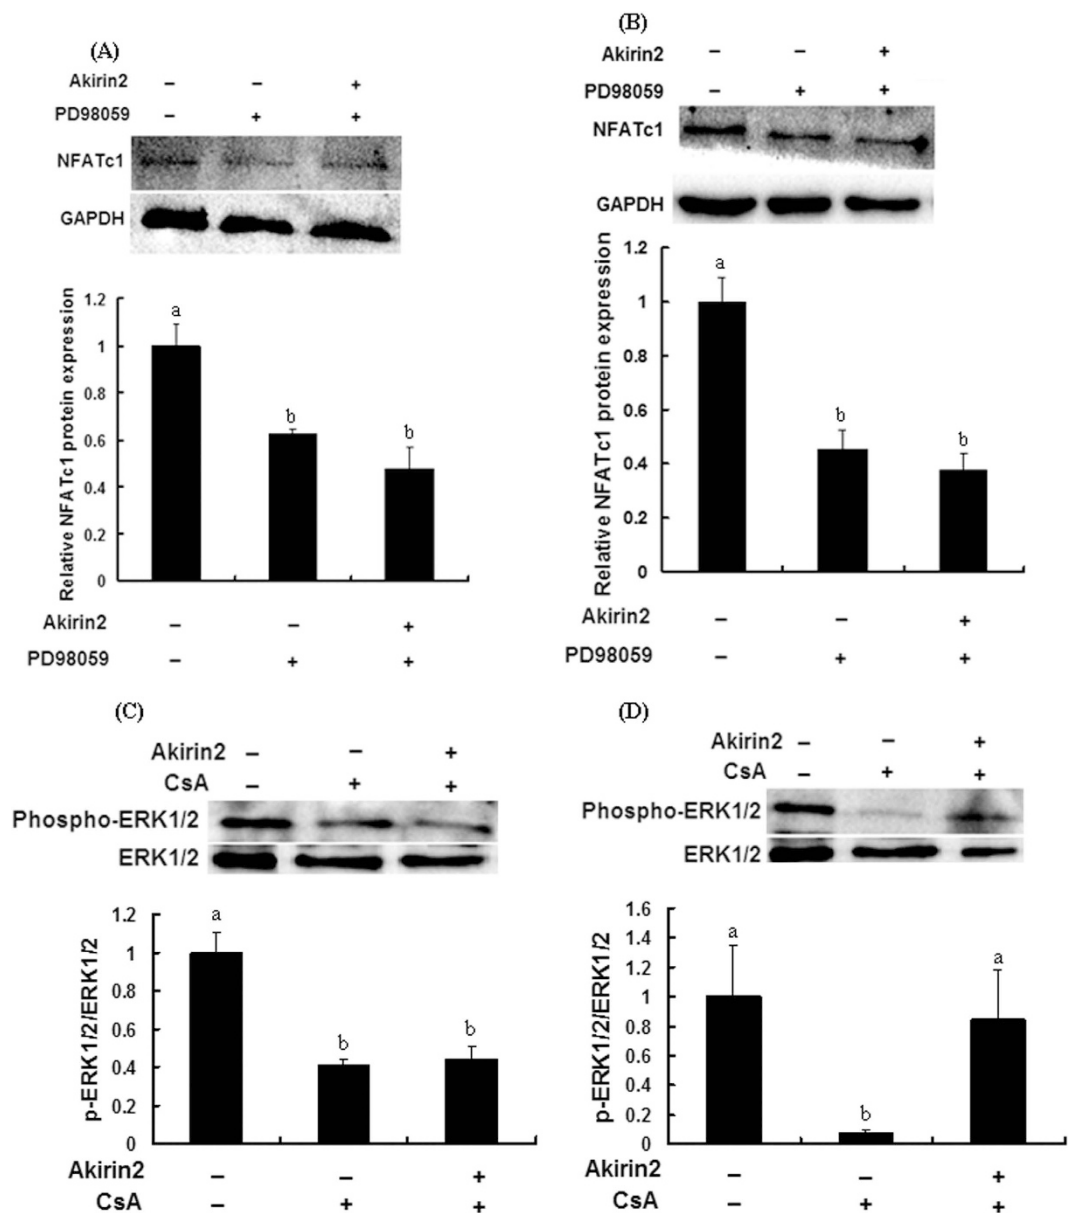 (A)
Akirin2 – – +
PD98059 – + +
NFATc1
GAPDH
Relative NFATc1 protein expression
1.2
1
0.8
0.6
0.4
0.2
0
a
b
b
Akirin2 – – +
PD98059 – + +
(B)
Akirin2 – – +
PD98059 – + +
NFATc1
GAPDH
Relative NFATc1 protein expression
1.2
1
0.8
0.6
0.4
0.2
0
a
b
b
Akirin2 – – +
PD98059 – + +
(C)
Akirin2 – – +
CsA – + +
Phospho-ERK1/2
ERK1/2
p-ERK1/2/ERK1/2
1.2
1
0.8
0.6
0.4
0.2
0
a
b
b
Akirin2 – – +
CsA – + +
(D)
Akirin2 – – +
CsA – + +
Phospho-ERK1/2
ERK1/2
p-ERK1/2/ERK1/2
1.6
1.4
1.2
1
0.8
0.6
0.4
0.2
0
a
b
a
Akirin2 – – +
CsA – + +